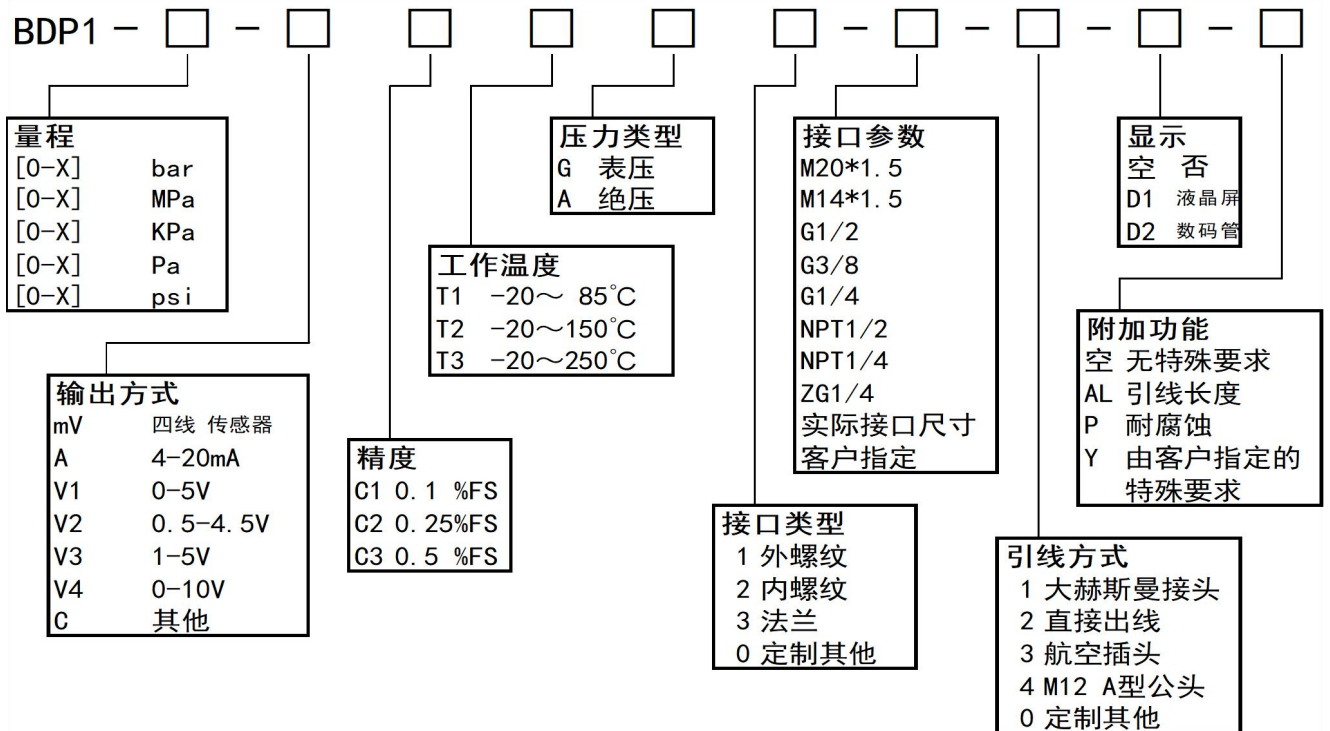 BDP1 - □ - □ □ □ □ □ - □ - □ - □ - □
量程
[0-X] bar
[0-X] MPa
[0-X] KPa
[0-X] Pa
[0-X] psi
输出方式
mV 四线 传感器
A 4-20mA
V1 0-5V
V2 0.5-4.5V
V3 1-5V
V4 0-10V
C 其他
精度
C1 0.1 %FS
C2 0.25%FS
C3 0.5 %FS
工作温度
T1 -20～ 85℃
T2 -20～150℃
T3 -20～250℃
压力类型
G 表压
A 绝压
接口类型
1 外螺纹
2 内螺纹
3 法兰
0 定制其他
接口参数
M20*1.5
M14*1.5
G1/2
G3/8
G1/4
NPT1/2
NPT1/4
ZG1/4
实际接口尺寸
客户指定
引线方式
1 大赫斯曼接头
2 直接出线
3 航空插头
4 M12 A型公头
0 定制其他
显示
空 否
D1 液晶屏
D2 数码管
附加功能
空 无特殊要求
AL 引线长度
P 耐腐蚀
Y 由客户指定的
特殊要求